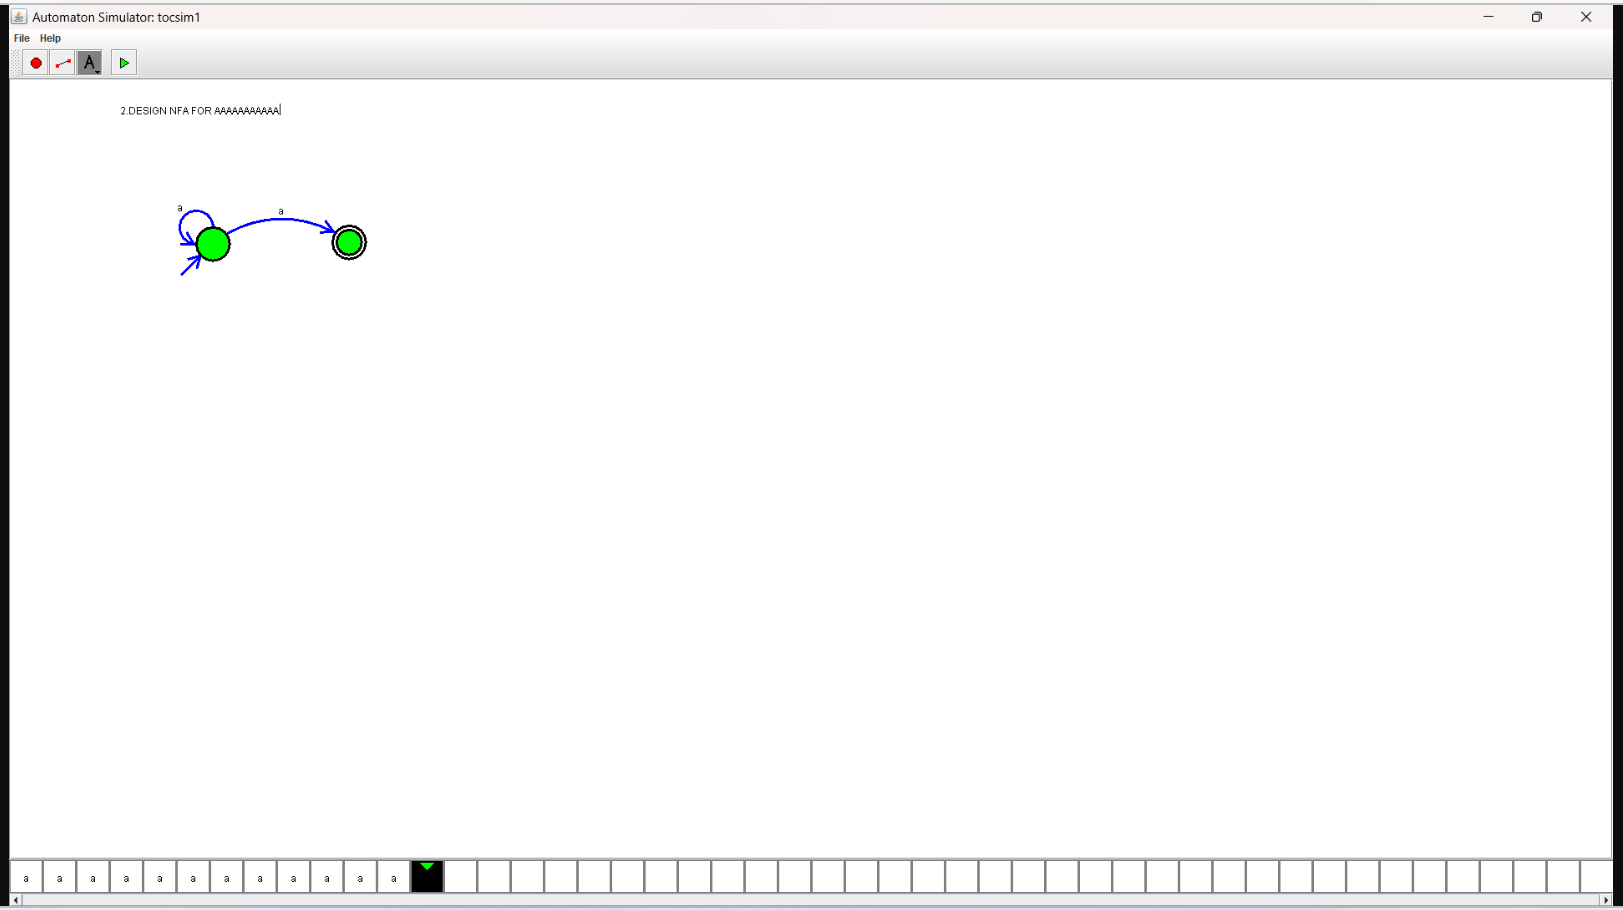 Automaton Simulator: tocsim1
File Help
A
2.DESIGN NFA FOR AAAAAAAAAAA
a
a
a a a a a a a a a a a a